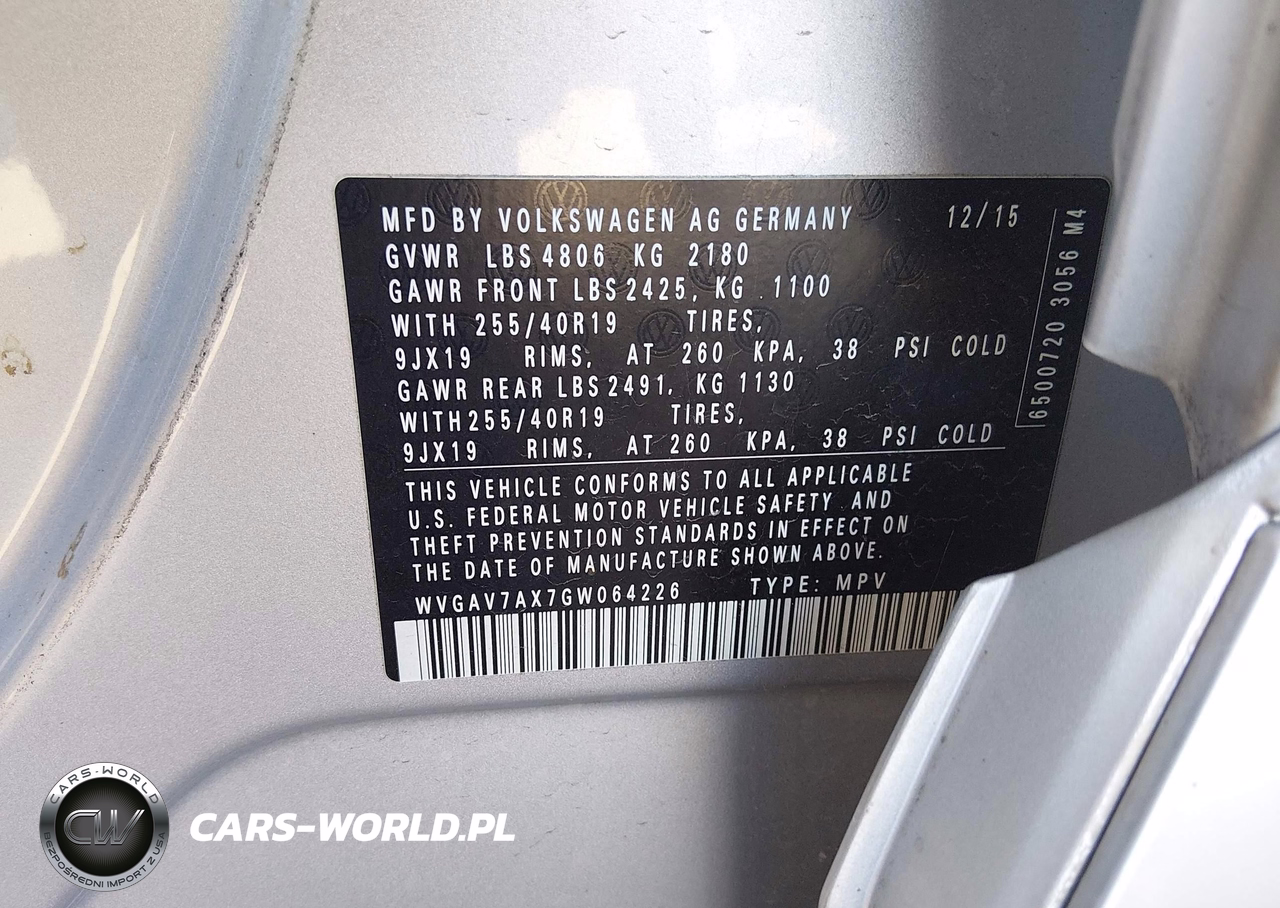 MFD BY VOLKSWAGEN AG GERMANY 12/15
GVWR LBS 4806 KG 2180
GAWR FRONT LBS 2425, KG 1100
WITH 255/40R19 TIRES,
9JX19 RIMS, AT 260 KPA, 38 PSI COLD
GAWR REAR LBS 2491, KG 1130
WITH 255/40R19 TIRES,
9JX19 RIMS, AT 260 KPA, 38 PSI COLD
THIS VEHICLE CONFORMS TO ALL APPLICABLE
U.S. FEDERAL MOTOR VEHICLE SAFETY AND
THEFT PREVENTION STANDARDS IN EFFECT ON
THE DATE OF MANUFACTURE SHOWN ABOVE.
WVGAV7AX7GW064226 TYPE: MPV
6500720 3056 M4
CARS-WORLD
CW
BEZPOŚREDNI IMPORT Z USA
CARS-WORLD.PL